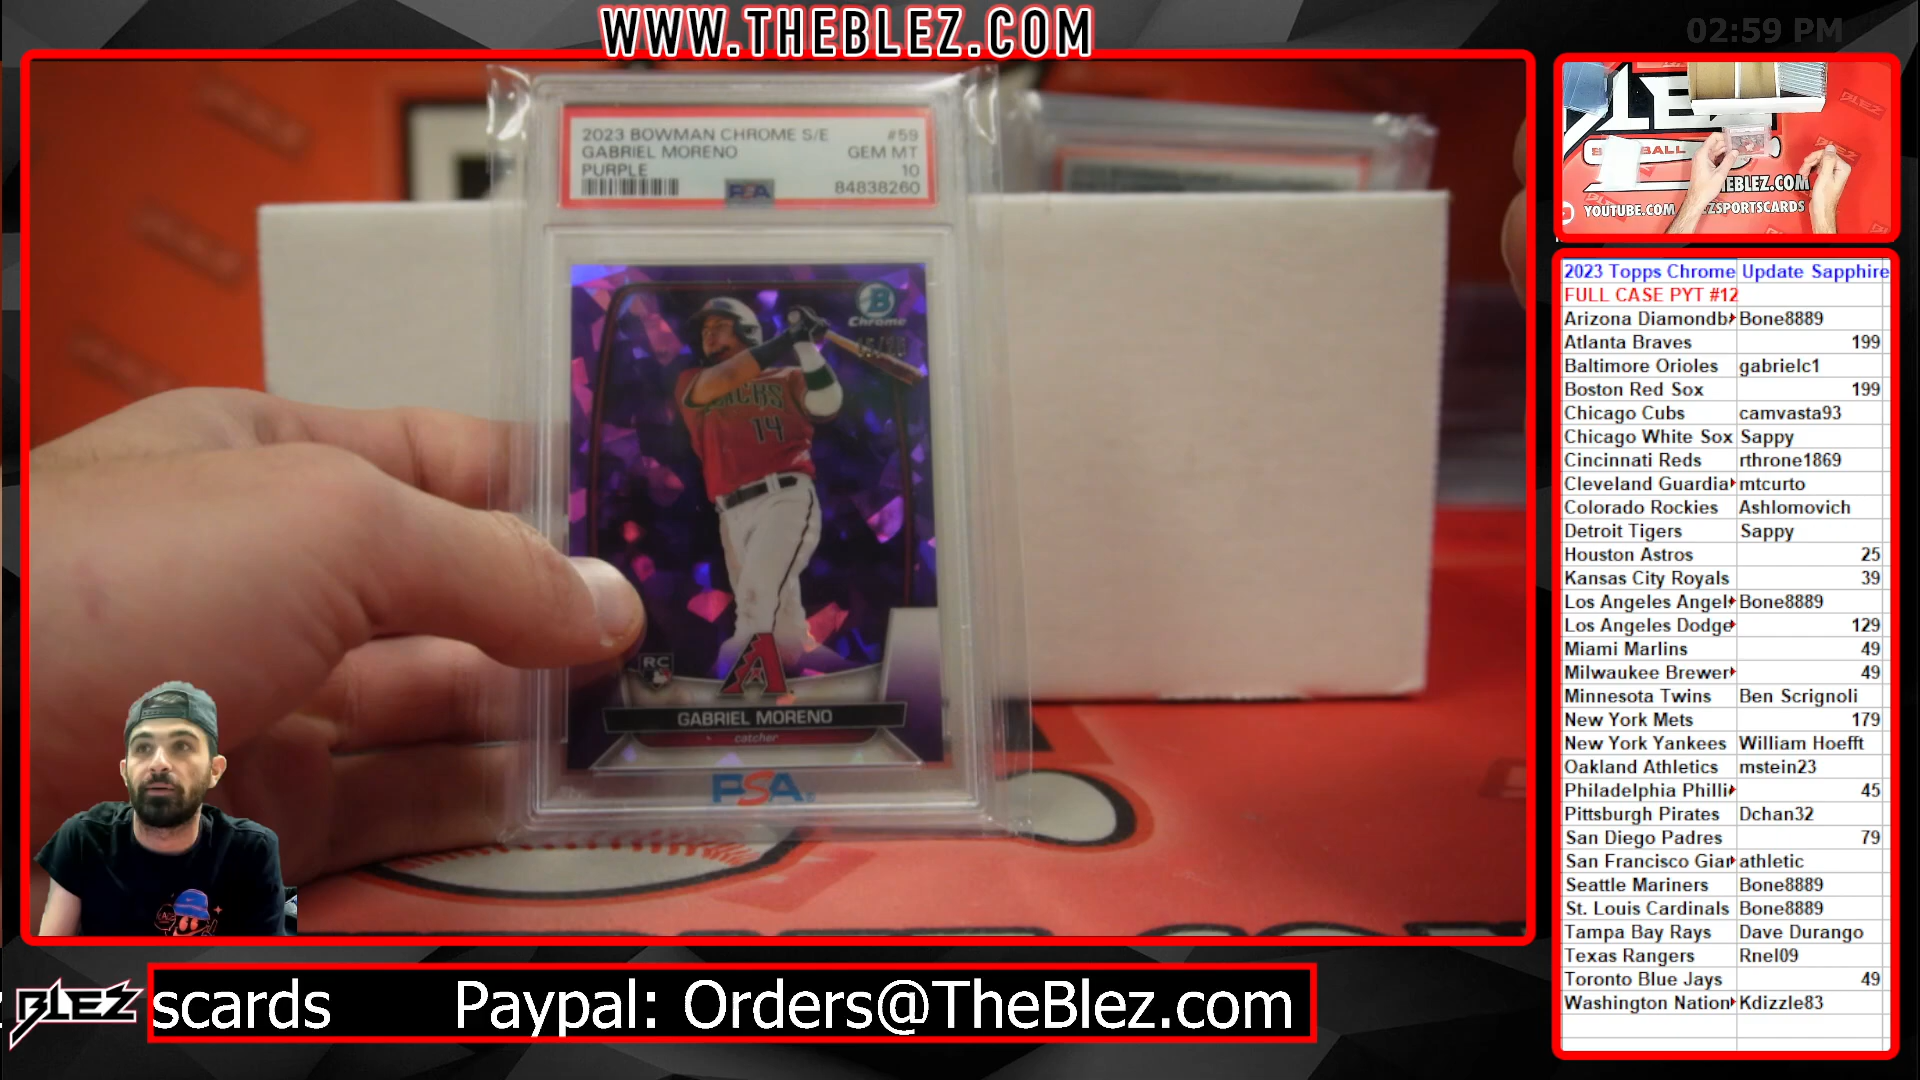 WWW.THEBLEZ.COM
02:59 PM
2023 BOWMAN CHROME S/E #59
GABRIEL MORENO GEM MT
PURPLE 10
PSA 84838260
B
Chrome
14
RC
A
GABRIEL MORENO
catcher
PSA
BLEZ
THEBLEZ.COM
YOUTUBE.COM
2023 Topps Chrome Update Sapphire
FULL CASE PYT #12
Arizona Diamondba Bone8889
Atlanta Braves 199
Baltimore Orioles gabrielc1
Boston Red Sox 199
Chicago Cubs camvasta93
Chicago White Sox Sappy
Cincinnati Reds rthrone1869
Cleveland Guardia mtcurto
Colorado Rockies Ashlomovich
Detroit Tigers Sappy
Houston Astros 25
Kansas City Royals 39
Los Angeles Angel Bone8889
Los Angeles Dodge 129
Miami Marlins 49
Milwaukee Brewer 49
Minnesota Twins Ben Scrignoli
New York Mets 179
New York Yankees William Hoefft
Oakland Athletics mstein23
Philadelphia Philli 45
Pittsburgh Pirates Dchan32
San Diego Padres 79
San Francisco Gian athletic
Seattle Mariners Bone8889
St. Louis Cardinals Bone8889
Tampa Bay Rays Dave Durango
Texas Rangers Rnel09
Toronto Blue Jays 49
Washington Nation Kdizzle83
BLEZ scards Paypal: Orders@TheBlez.com